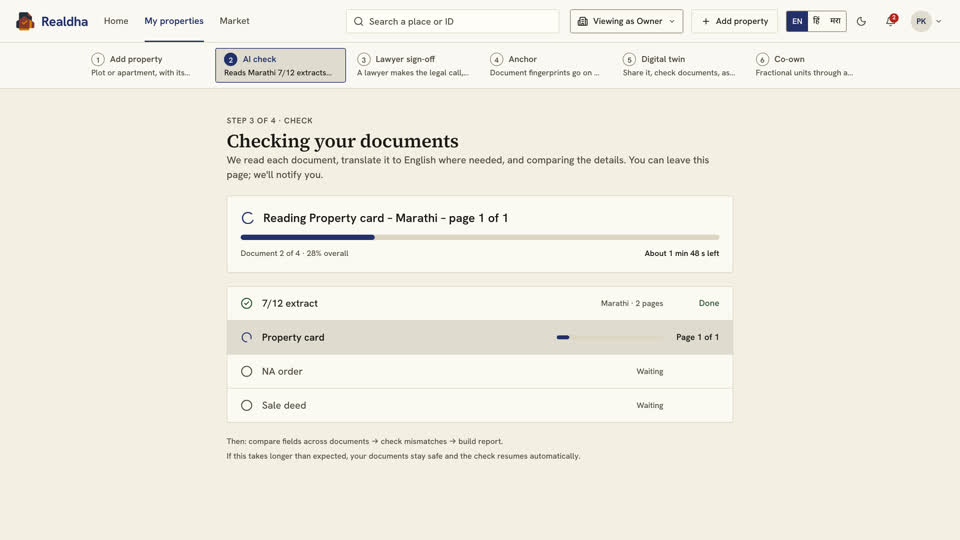 Realdha
Home
My properties
Market
Search a place or ID
Viewing as Owner
+ Add property
EN
हिं
मरा
2
PK
1 Add property
Plot or apartment, with its...
2 AI check
Reads Marathi 7/12 extracts...
3 Lawyer sign-off
A lawyer makes the legal call,...
4 Anchor
Document fingerprints go on ...
5 Digital twin
Share it, check documents, as...
6 Co-own
Fractional units through a...
STEP 3 OF 4 · CHECK
Checking your documents
We read each document, translate it to English where needed, and comparing the details. You can leave this
page; we'll notify you.
Reading Property card – Marathi – page 1 of 1
Document 2 of 4 · 28% overall
About 1 min 48 s left
7/12 extract
Marathi · 2 pages
Done
Property card
Page 1 of 1
NA order
Waiting
Sale deed
Waiting
Then: compare fields across documents → check mismatches → build report.
If this takes longer than expected, your documents stay safe and the check resumes automatically.